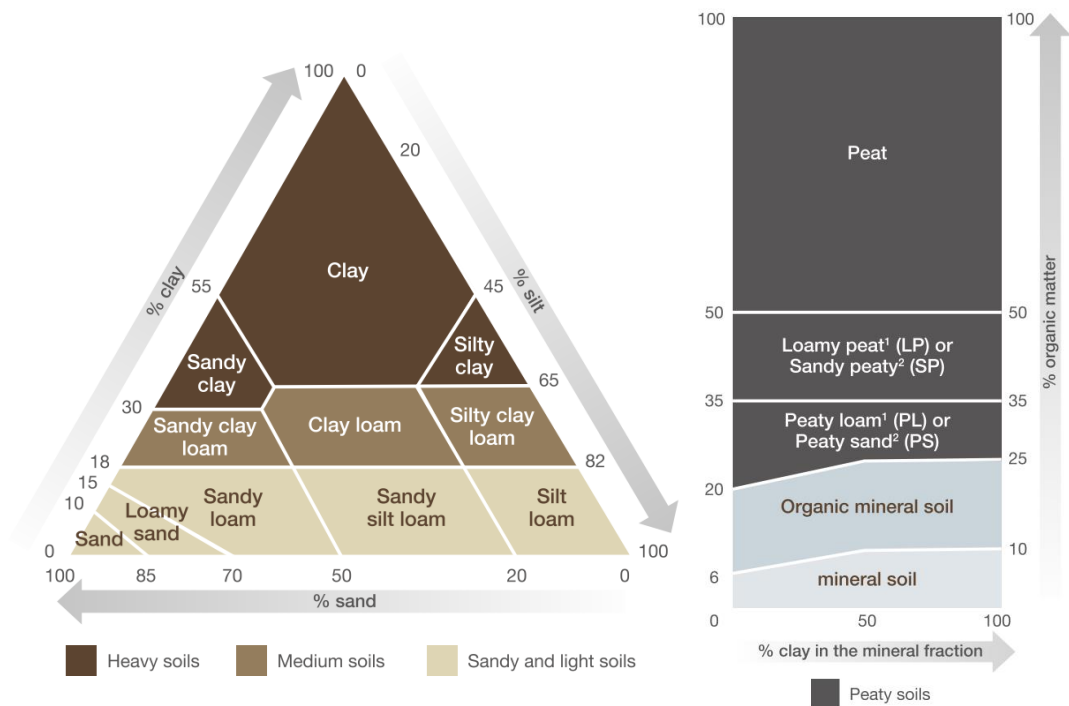 100
0
20
% clay
% silt
Clay
55
45
Sandy
clay
Silty
clay
65
30
Sandy clay
loam
Clay loam
Silty clay
loam
18
82
15
10
Sand
Loamy
sand
Sandy
loam
Sandy
silt loam
Silt
loam
0
100
100
85
70
50
20
0
% sand
Heavy soils
Medium soils
Sandy and light soils
100
100
Peat
50
50
Loamy peat¹ (LP) or
Sandy peaty² (SP)
35
35
Peaty loam¹ (PL) or
Peaty sand² (PS)
25
20
Organic mineral soil
10
6
mineral soil
0
50
100
% organic matter
% clay in the mineral fraction
Peaty soils